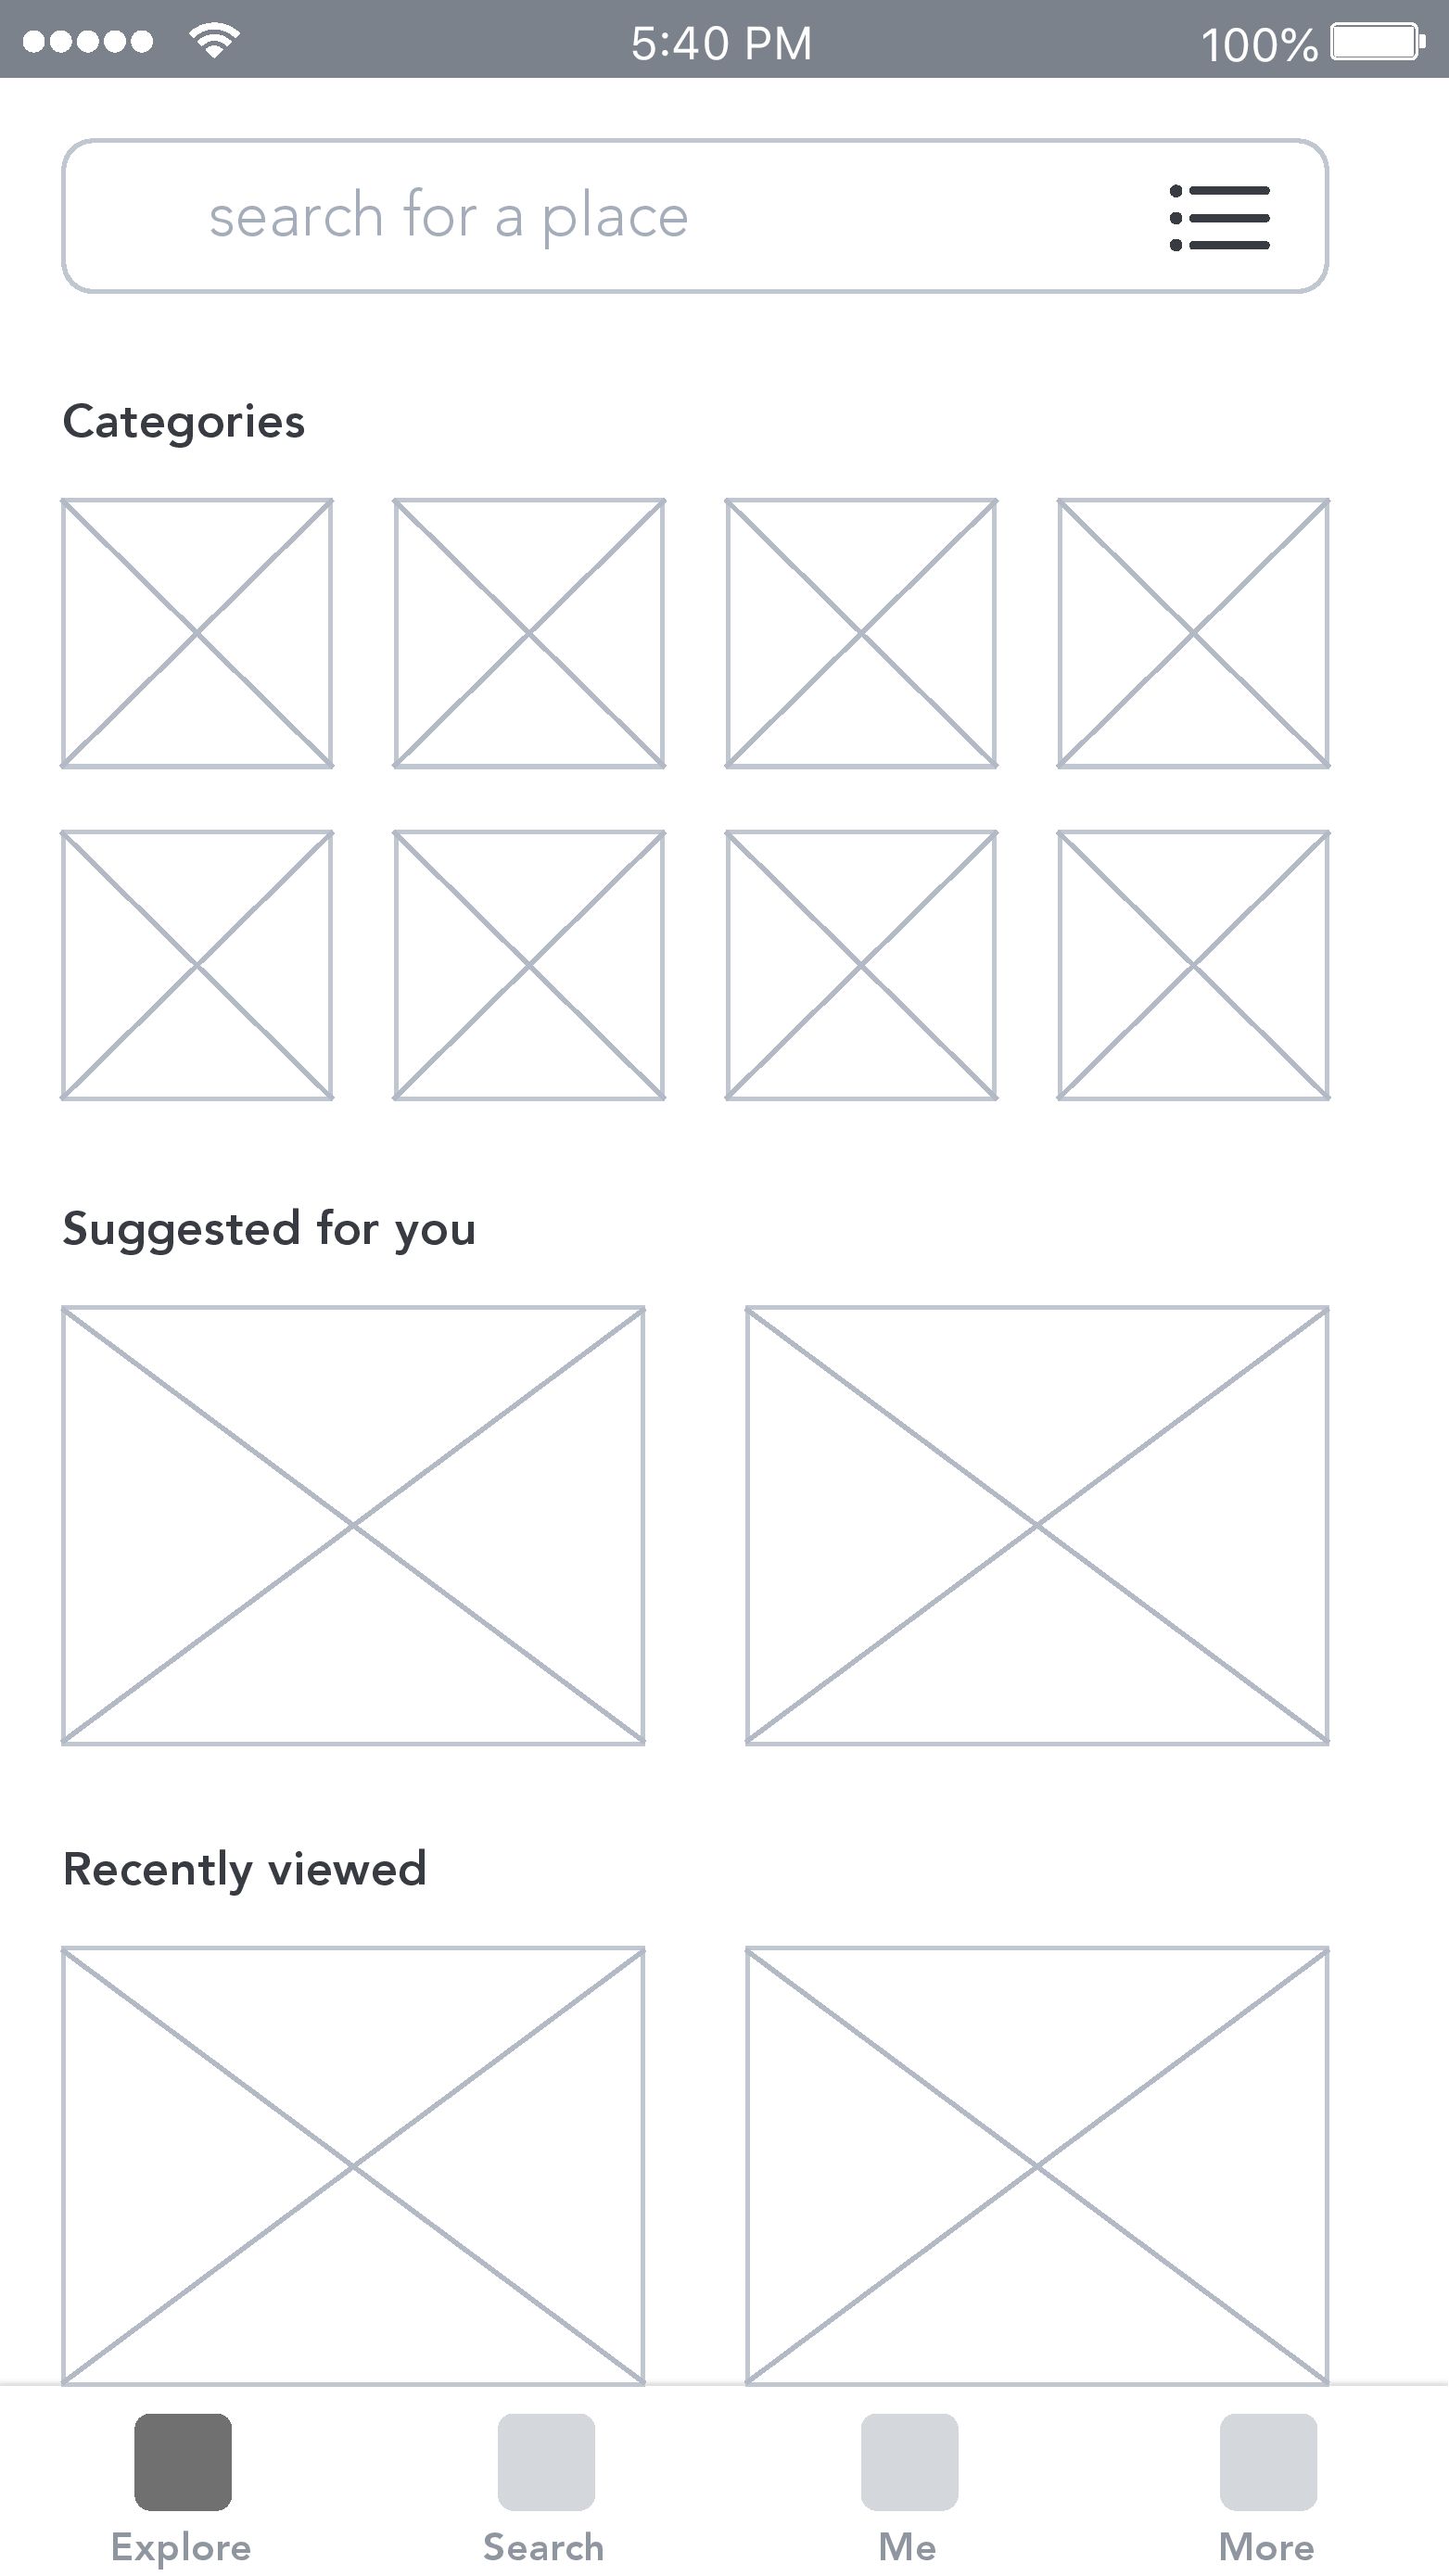 5:40 PM 100%
search for a place
Categories
Suggested for you
Recently viewed
Explore Search Me More